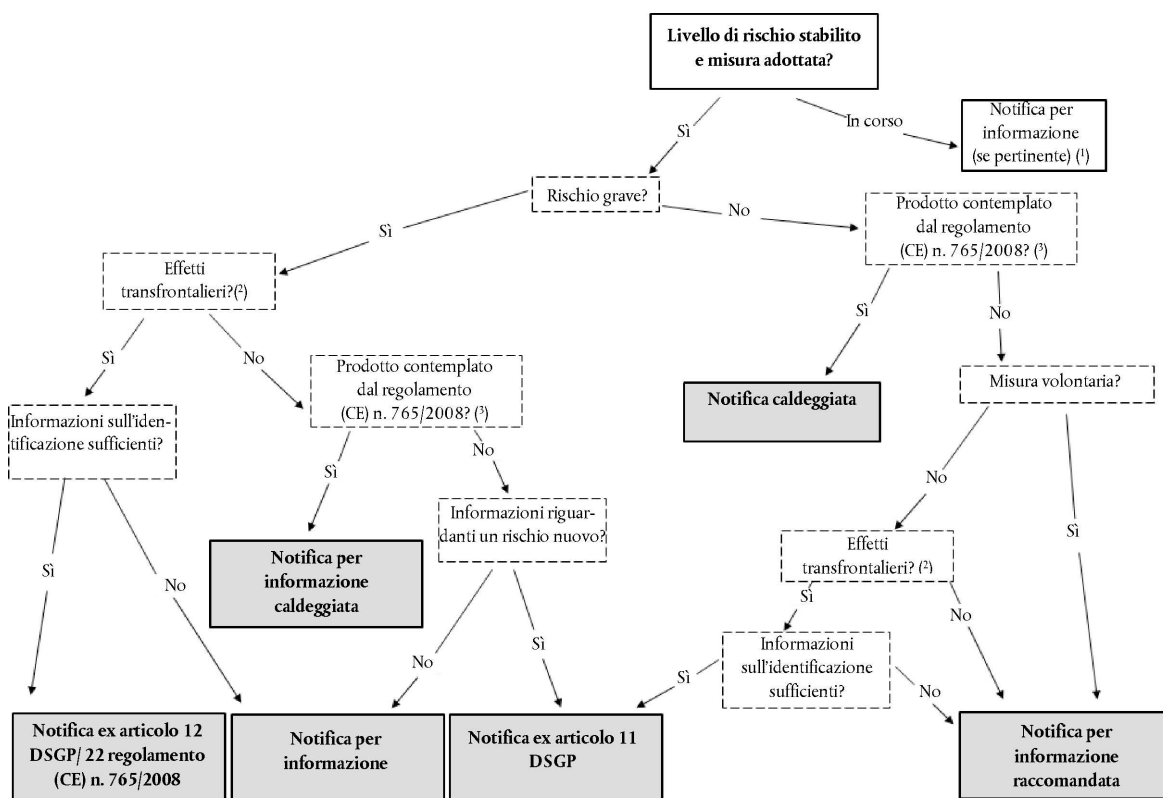 Livello di rischio stabilito
e misura adottata?
Sì
In corso
Notifica per
informazione
(se pertinente) (¹)
Rischio grave?
Sì
No
Prodotto contemplato
dal regolamento
(CE) n. 765/2008? (³)
Effetti
transfrontalieri?(²)
Sì
No
Sì
No
Prodotto contemplato
dal regolamento
(CE) n. 765/2008? (³)
Notifica caldeggiata
Misura volontaria?
Informazioni sull'iden-
tificazione sufficienti?
Sì
No
No
Sì
Informazioni riguar-
danti un rischio nuovo?
Notifica per
informazione
caldeggiata
Effetti
transfrontalieri? (²)
Sì
No
No
Sì
Sì
No
Informazioni
sull'identificazione
sufficienti?
Sì
No
Notifica ex articolo 12
DSGP/ 22 regolamento
(CE) n. 765/2008
Notifica per
informazione
Notifica ex articolo 11
DSGP
Notifica per
informazione
raccomandata